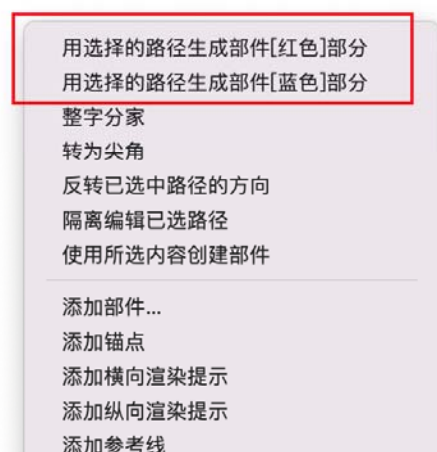 用选择的路径生成部件[红色]部分
用选择的路径生成部件[蓝色]部分
整字分家
转为尖角
反转已选中路径的方向
隔离编辑已选路径
使用所选内容创建部件
添加部件...
添加锚点
添加横向渲染提示
添加纵向渲染提示
添加参考线